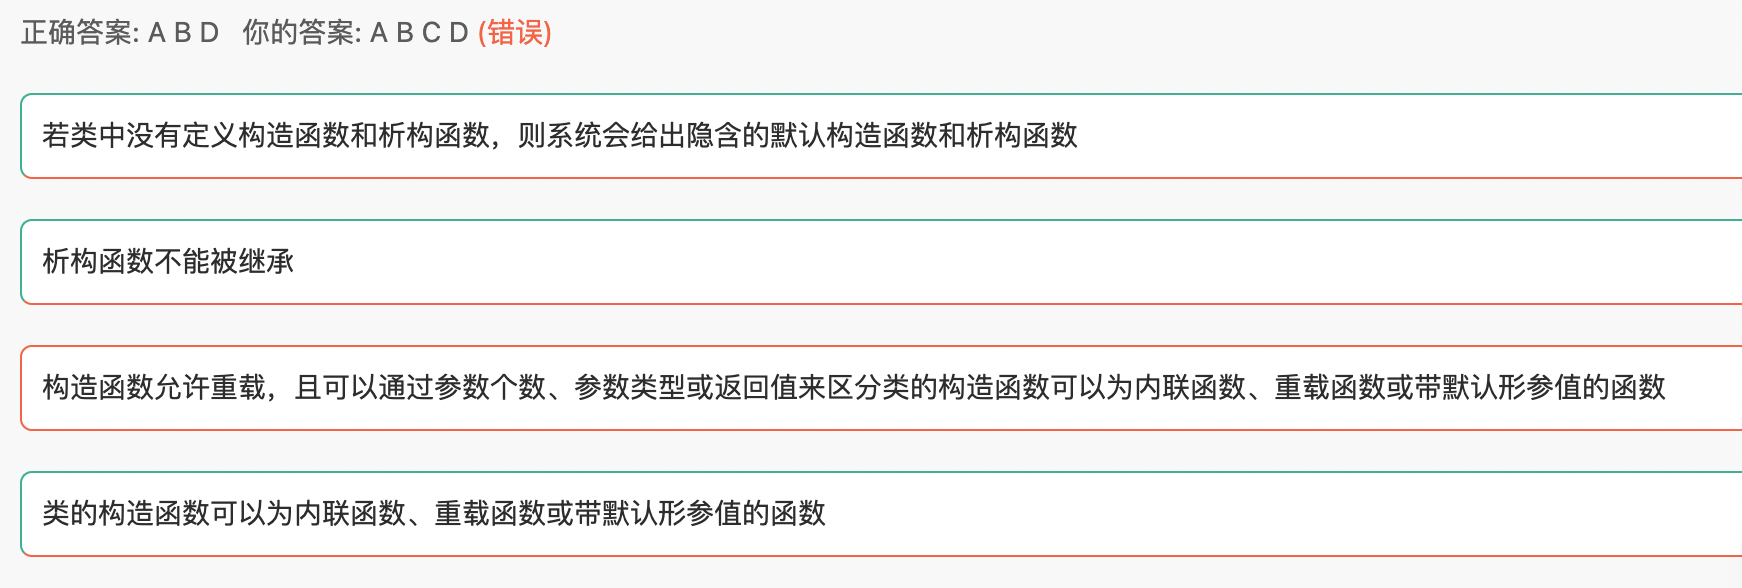 正确答案: A B D 你的答案: A B C D (错误)
若类中没有定义构造函数和析构函数，则系统会给出隐含的默认构造函数和析构函数
析构函数不能被继承
构造函数允许重载，且可以通过参数个数、参数类型或返回值来区分类的构造函数可以为内联函数、重载函数或带默认形参值的函数
类的构造函数可以为内联函数、重载函数或带默认形参值的函数